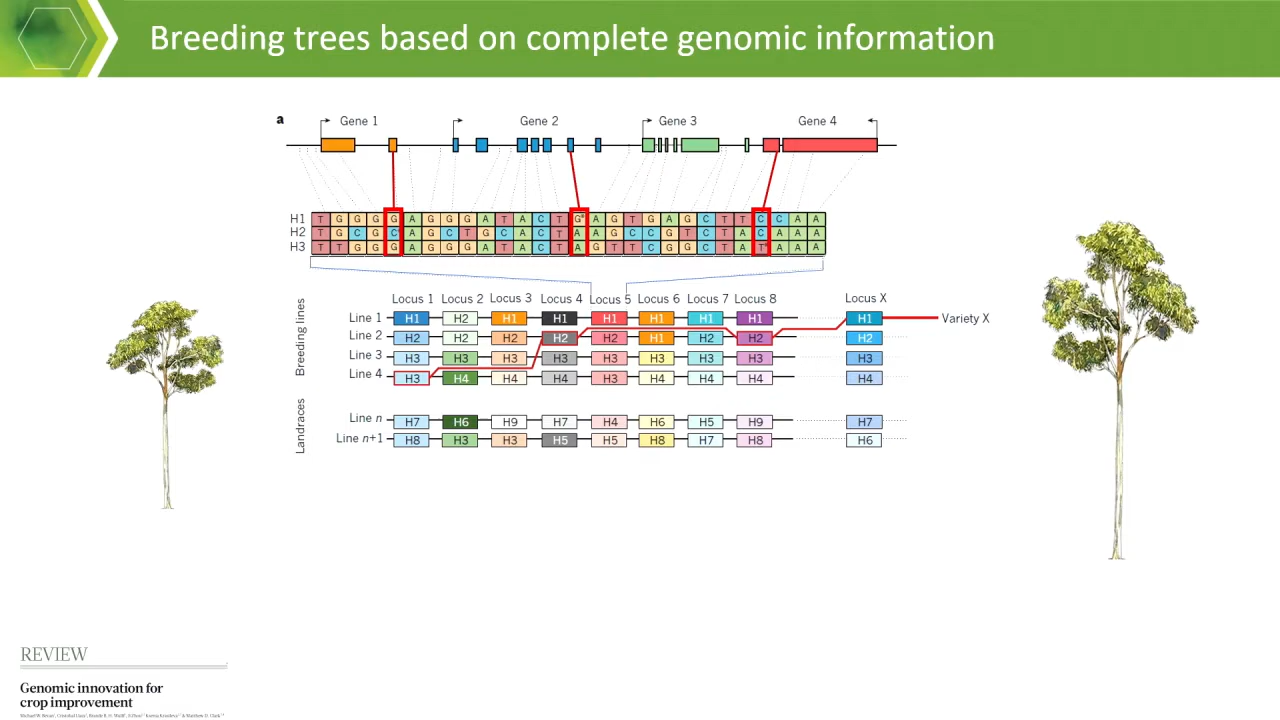 Breeding trees based on complete genomic information
a
Gene 1 Gene 2 Gene 3 Gene 4
H1 T G G G G A G G G A T A C T G A G T G A G C T T C C A A
H2 T G C G C A G C T G C A C T A A G C C G T C T A C A A A
H3 T T G G G A G G G A T A C T A G T T C G G C T A T A A A
Locus 1 Locus 2 Locus 3 Locus 4 Locus 5 Locus 6 Locus 7 Locus 8 Locus X
Breeding lines
Line 1 H1 H2 H1 H1 H1 H1 H1 H1 H1 Variety X
Line 2 H2 H2 H2 H2 H2 H1 H2 H2 H2
Line 3 H3 H3 H3 H3 H3 H3 H3 H3 H3
Line 4 H3 H4 H4 H4 H3 H4 H4 H4 H4
Landraces
Line n H7 H6 H9 H7 H4 H6 H5 H9 H7
Line n+1 H8 H3 H3 H5 H5 H8 H7 H8 H6
REVIEW
Genomic innovation for
crop improvement